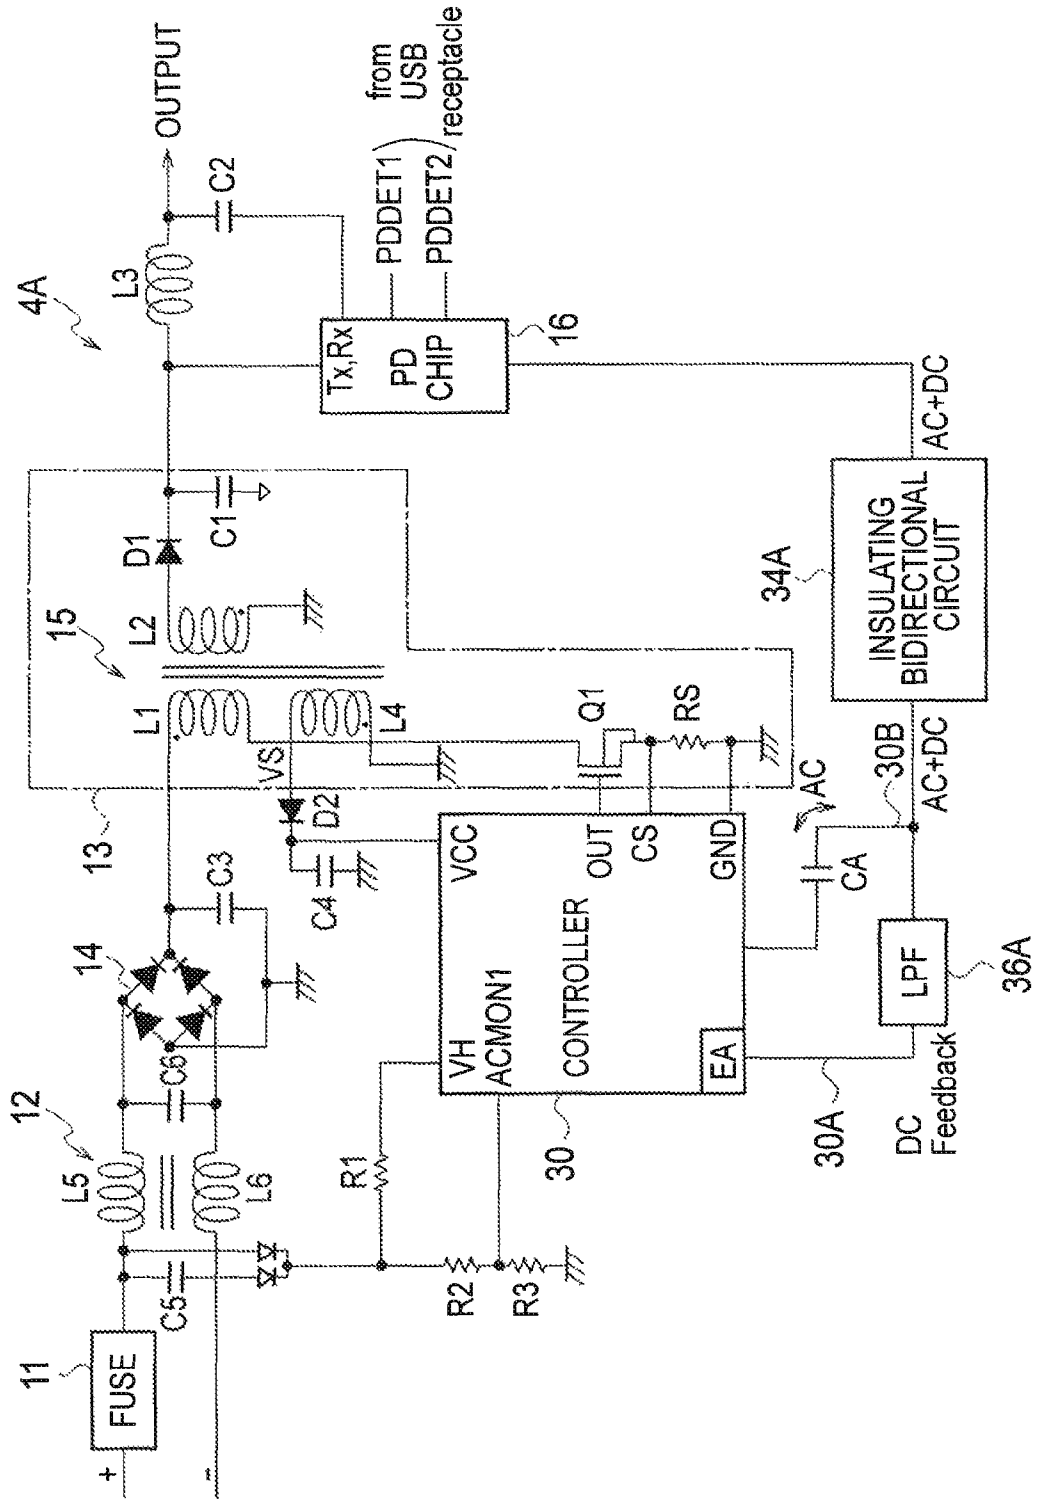 4A
OUTPUT
L3
C2
PDDET1
PDDET2
from
USB
receptacle
Tx,Rx
PD
CHIP
16
15
L1
L2
D1
C1
L4
VS
D2
C4
Q1
RS
13
14
C3
12
L5
L6
C6
C5
11
FUSE
+
-
R1
R2
R3
VH
ACMON1
VCC
OUT
CS
GND
CONTROLLER
EA
30
AC
CA
30B
AC+DC
34A
INSULATING
BIDIRECTIONAL
CIRCUIT
AC+DC
LPF
36A
30A
DC
Feedback